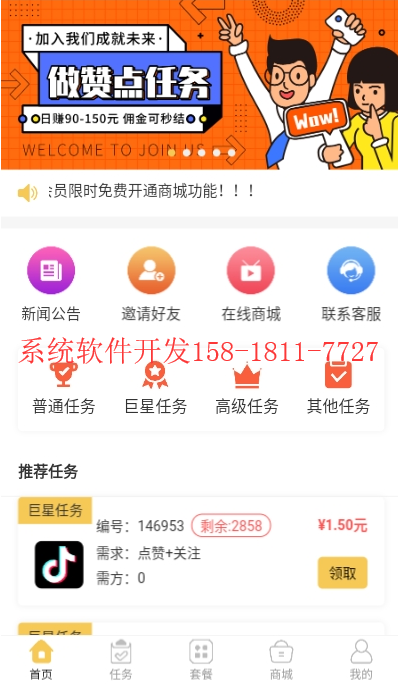 ·加入我们成就未来·
做赞点任务
日赚90-150元 佣金可秒结
WELCOME TO JOIN US
Wow!
会员限时免费开通商城功能！！！
新闻公告 邀请好友 在线商城 联系客服
系统软件开发158-1811-7727
普通任务 巨星任务 高级任务 其他任务
推荐任务
巨星任务
编号：146953 剩余:2858 ¥1.50元
需求：点赞+关注
需方：0
领取
巨星任务
首页 任务 套餐 商城 我的